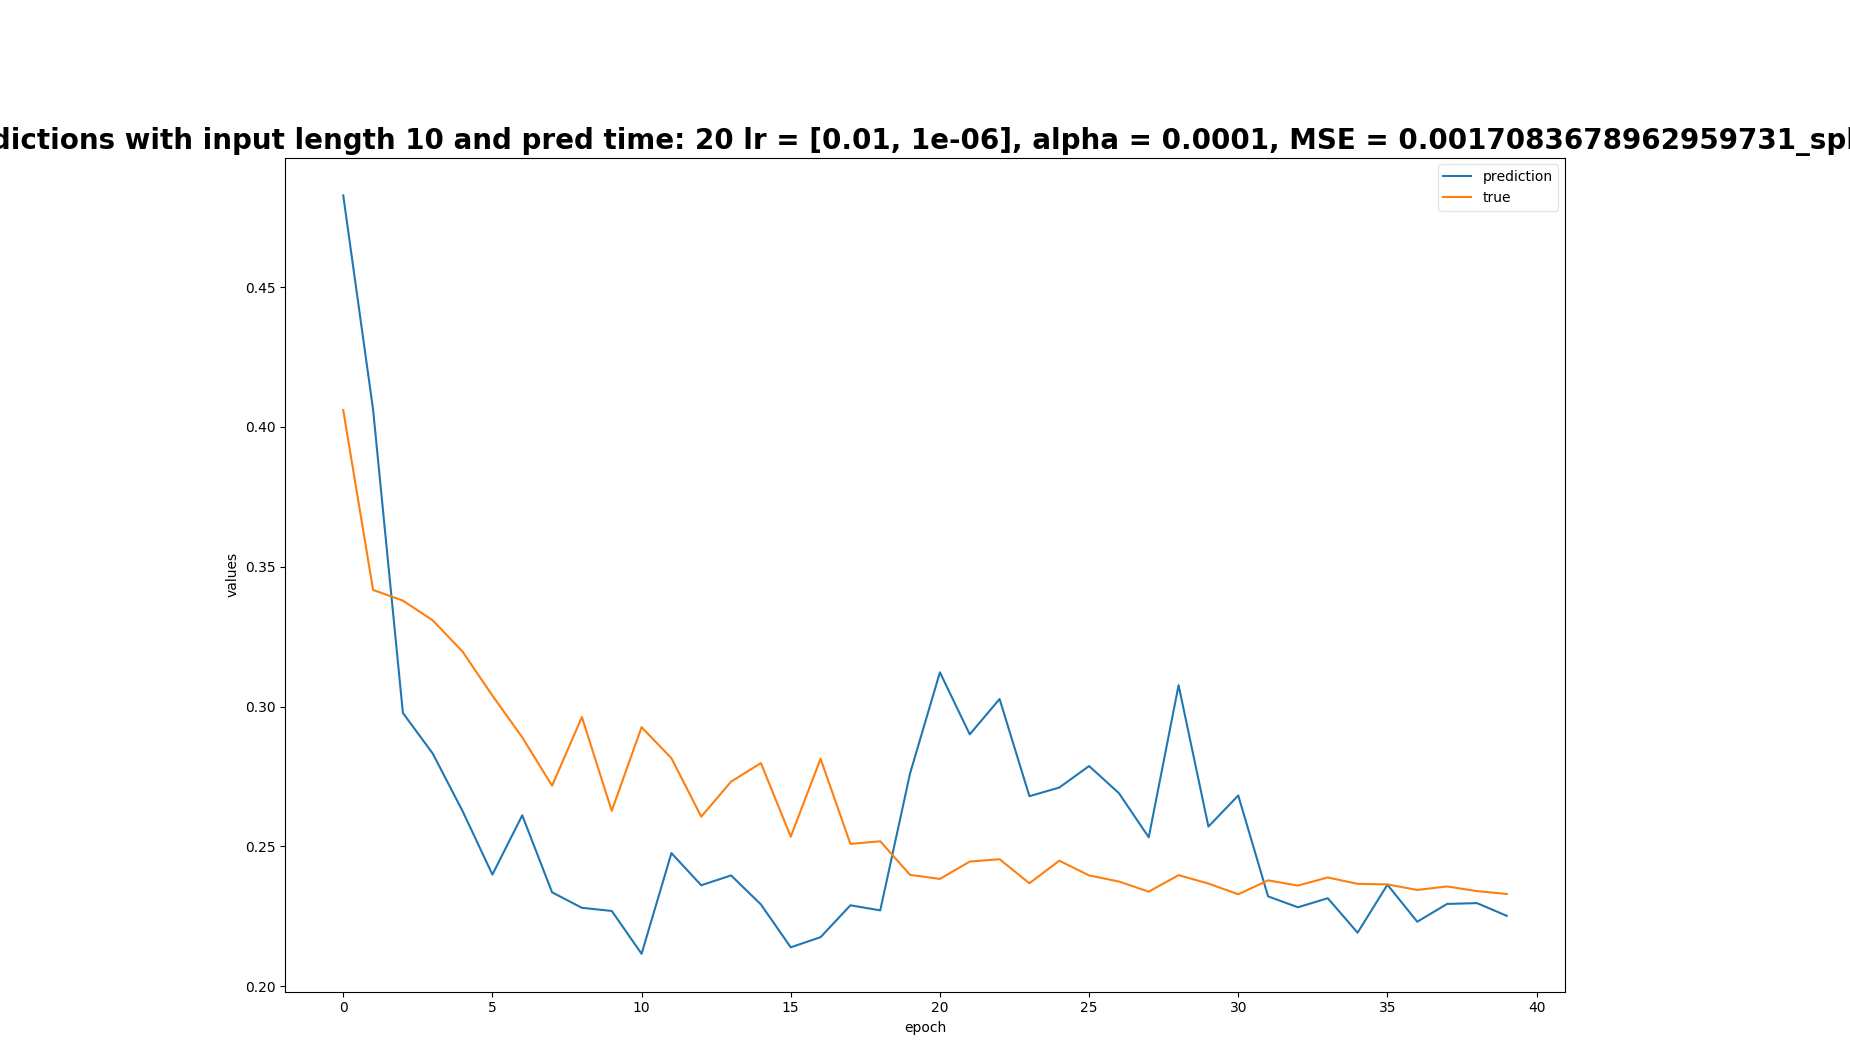 dictions with input length 10 and pred time: 20 lr = [0.01, 1e-06], alpha = 0.0001, MSE = 0.0017083678962959731_spl
prediction
true
0.45
0.40
0.35
0.30
0.25
0.20
values
0 5 10 15 20 25 30 35 40
epoch